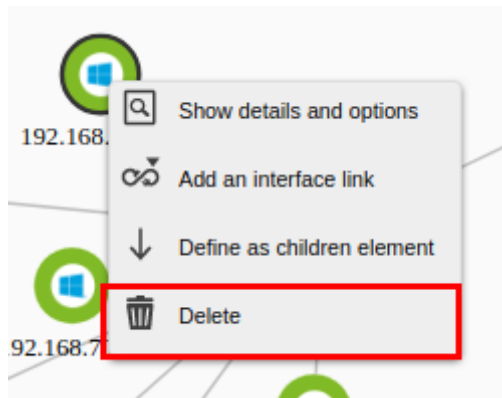 192.168.
Show details and options
Add an interface link
Define as children element
Delete
92.168.7